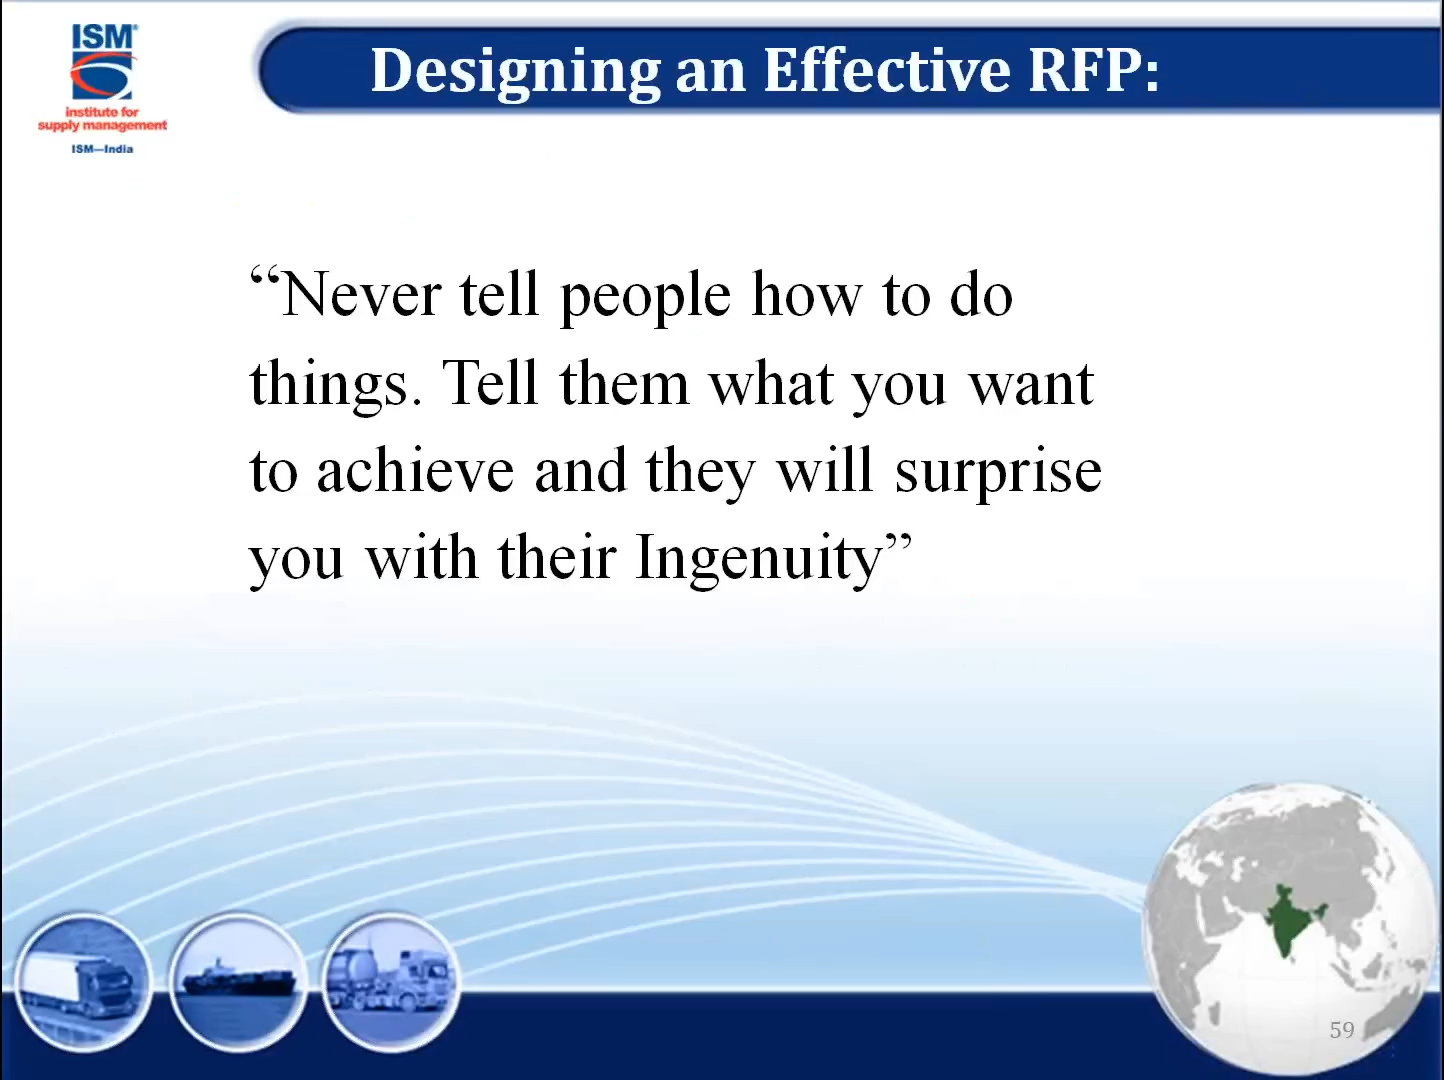 ISM®
institute for
supply management
ISM—India
Designing an Effective RFP:
“Never tell people how to do
things. Tell them what you want
to achieve and they will surprise
you with their Ingenuity”
59